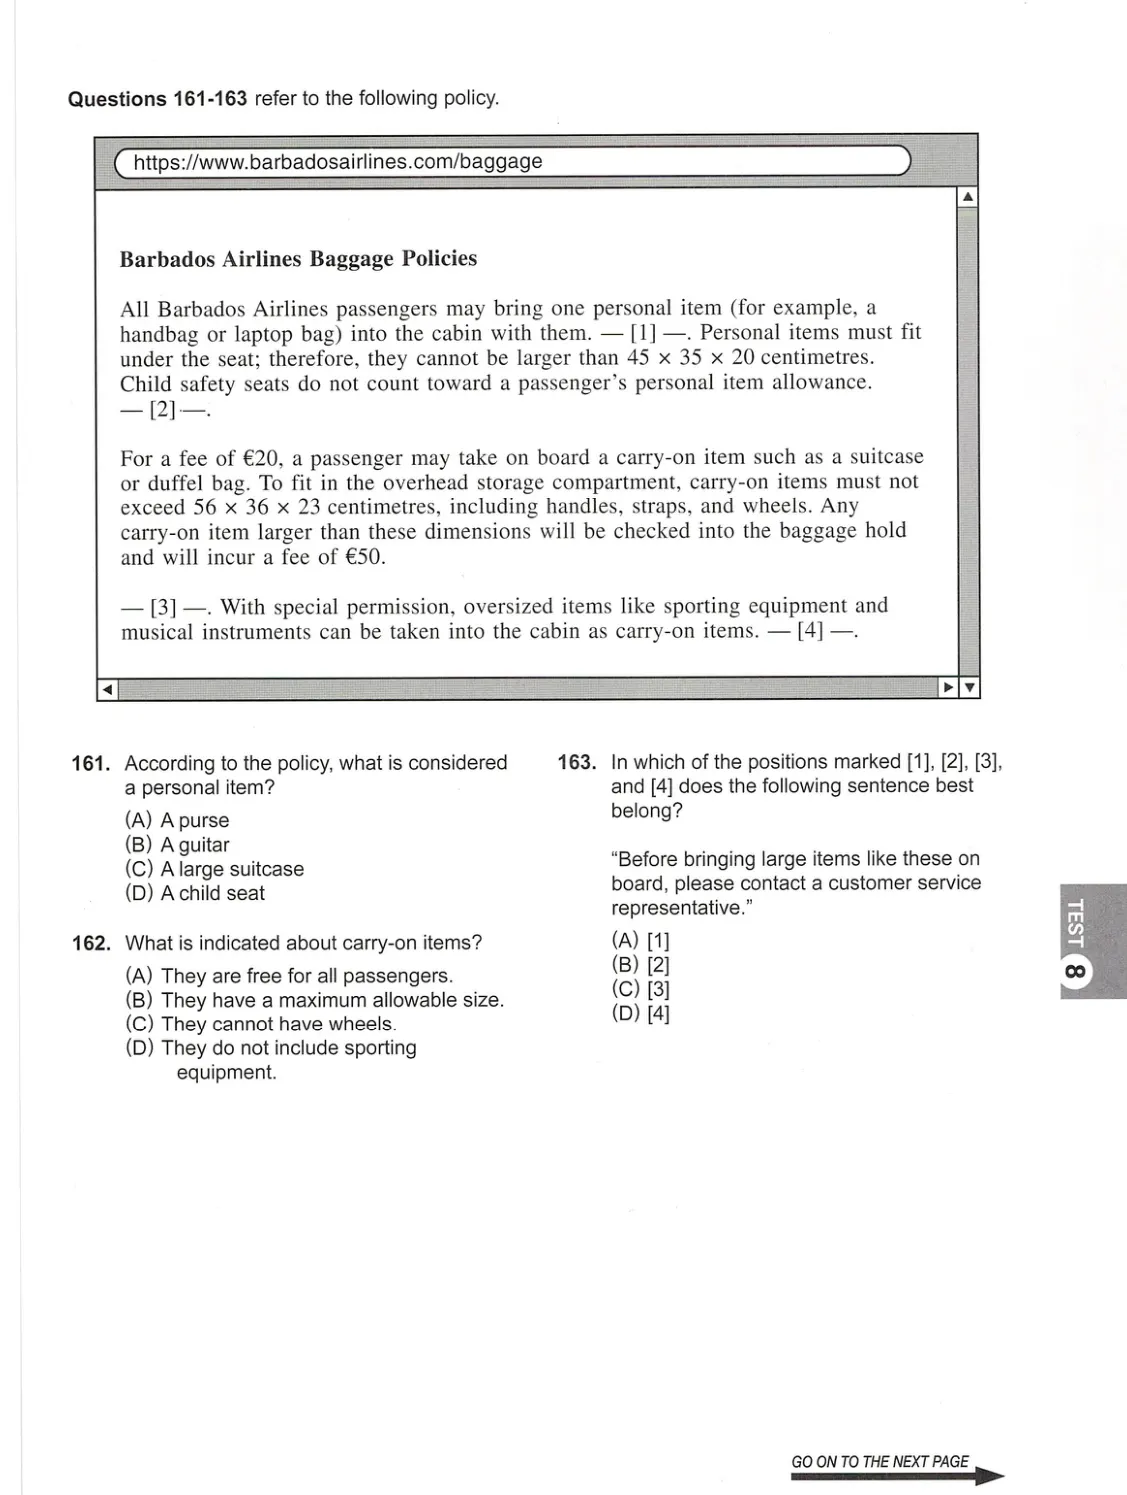 Questions 161-163 refer to the following policy.
https://www.barbadosairlines.com/baggage
Barbados Airlines Baggage Policies
All Barbados Airlines passengers may bring one personal item (for example, a
handbag or laptop bag) into the cabin with them. — [1] —. Personal items must fit
under the seat; therefore, they cannot be larger than 45 × 35 × 20 centimetres.
Child safety seats do not count toward a passenger's personal item allowance.
— [2] —.
For a fee of €20, a passenger may take on board a carry-on item such as a suitcase
or duffel bag. To fit in the overhead storage compartment, carry-on items must not
exceed 56 × 36 × 23 centimetres, including handles, straps, and wheels. Any
carry-on item larger than these dimensions will be checked into the baggage hold
and will incur a fee of €50.
— [3] —. With special permission, oversized items like sporting equipment and
musical instruments can be taken into the cabin as carry-on items. — [4] —.
161. According to the policy, what is considered
a personal item?
(A) A purse
(B) A guitar
(C) A large suitcase
(D) A child seat
162. What is indicated about carry-on items?
(A) They are free for all passengers.
(B) They have a maximum allowable size.
(C) They cannot have wheels.
(D) They do not include sporting
equipment.
163. In which of the positions marked [1], [2], [3],
and [4] does the following sentence best
belong?
"Before bringing large items like these on
board, please contact a customer service
representative."
(A) [1]
(B) [2]
(C) [3]
(D) [4]
TEST 8
GO ON TO THE NEXT PAGE